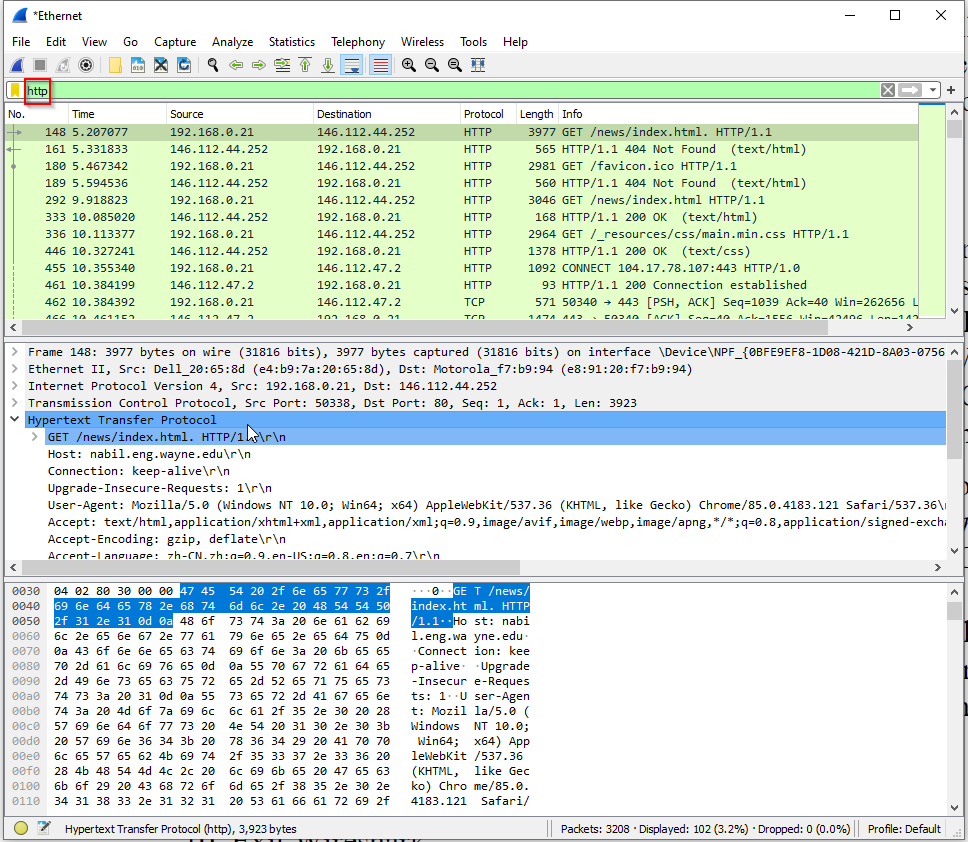 *Ethernet
File Edit View Go Capture Analyze Statistics Telephony Wireless Tools Help
http
No. Time Source Destination Protocol Length Info
148 5.207077 192.168.0.21 146.112.44.252 HTTP 3977 GET /news/index.html. HTTP/1.1
161 5.331833 146.112.44.252 192.168.0.21 HTTP 565 HTTP/1.1 404 Not Found (text/html)
180 5.467342 192.168.0.21 146.112.44.252 HTTP 2981 GET /favicon.ico HTTP/1.1
189 5.594536 146.112.44.252 192.168.0.21 HTTP 560 HTTP/1.1 404 Not Found (text/html)
292 9.918823 192.168.0.21 146.112.44.252 HTTP 3046 GET /news/index.html HTTP/1.1
333 10.085020 146.112.44.252 192.168.0.21 HTTP 168 HTTP/1.1 200 OK (text/html)
336 10.113377 192.168.0.21 146.112.44.252 HTTP 2964 GET /_resources/css/main.min.css HTTP/1.1
446 10.327241 146.112.44.252 192.168.0.21 HTTP 1378 HTTP/1.1 200 OK (text/css)
455 10.355340 192.168.0.21 146.112.47.2 HTTP 1092 CONNECT 104.17.78.107:443 HTTP/1.0
461 10.384199 146.112.47.2 192.168.0.21 HTTP 93 HTTP/1.1 200 Connection established
462 10.384392 192.168.0.21 146.112.47.2 TCP 571 50340 → 443 [PSH, ACK] Seq=1039 Ack=40 Win=262656 L
466 10.461152 146.112.47.2 192.168.0.21 TCP 1474 443 → 50340 [ACK] Seq=40 Ack=1556 Win=42496 Len=142
Frame 148: 3977 bytes on wire (31816 bits), 3977 bytes captured (31816 bits) on interface \Device\NPF_{0BFE9EF8-1D08-421D-8A03-0756
Ethernet II, Src: Dell_20:65:8d (e4:b9:7a:20:65:8d), Dst: Motorola_f7:b9:94 (e8:91:20:f7:b9:94)
Internet Protocol Version 4, Src: 192.168.0.21, Dst: 146.112.44.252
Transmission Control Protocol, Src Port: 50338, Dst Port: 80, Seq: 1, Ack: 1, Len: 3923
Hypertext Transfer Protocol
GET /news/index.html. HTTP/1.1\r\n
Host: nabil.eng.wayne.edu\r\n
Connection: keep-alive\r\n
Upgrade-Insecure-Requests: 1\r\n
User-Agent: Mozilla/5.0 (Windows NT 10.0; Win64; x64) AppleWebKit/537.36 (KHTML, like Gecko) Chrome/85.0.4183.121 Safari/537.36\
Accept: text/html,application/xhtml+xml,application/xml;q=0.9,image/avif,image/webp,image/apng,*/*;q=0.8,application/signed-excha
Accept-Encoding: gzip, deflate\r\n
Accept-Language: zh-CN,zh;q=0.9,en-US;q=0.8,en;q=0.7\r\n
0030 04 02 80 30 00 00 47 45 54 20 2f 6e 65 77 73 2f ···0··GE T /news/
0040 69 6e 64 65 78 2e 68 74 6d 6c 2e 20 48 54 54 50 index.ht ml. HTTP
0050 2f 31 2e 31 0d 0a 48 6f 73 74 3a 20 6e 61 62 69 /1.1··Ho st: nabi
0060 6c 2e 65 6e 67 2e 77 61 79 6e 65 2e 65 64 75 0d l.eng.wa yne.edu·
0070 0a 43 6f 6e 6e 65 63 74 69 6f 6e 3a 20 6b 65 65 ·Connect ion: kee
0080 70 2d 61 6c 69 76 65 0d 0a 55 70 67 72 61 64 65 p-alive· ·Upgrade
0090 2d 49 6e 73 65 63 75 72 65 2d 52 65 71 75 65 73 -Insecur e-Reques
00a0 74 73 3a 20 31 0d 0a 55 73 65 72 2d 41 67 65 6e ts: 1··U ser-Agen
00b0 74 3a 20 4d 6f 7a 69 6c 6c 61 2f 35 2e 30 20 28 t: Mozil la/5.0 (
00c0 57 69 6e 64 6f 77 73 20 4e 54 20 31 30 2e 30 3b Windows NT 10.0;
00d0 20 57 69 6e 36 34 3b 20 78 36 34 29 20 41 70 70 Win64; x64) App
00e0 6c 65 57 65 62 4b 69 74 2f 35 33 37 2e 33 36 20 leWebKit /537.36
00f0 28 4b 48 54 4d 4c 2c 20 6c 69 6b 65 20 47 65 63 (KHTML, like Gec
0100 6b 6f 29 20 43 68 72 6f 6d 65 2f 38 35 2e 30 2e ko) Chro me/85.0.
0110 34 31 38 33 2e 31 32 31 20 53 61 66 61 72 69 2f 4183.121 Safari/
Hypertext Transfer Protocol (http), 3,923 bytes Packets: 3208 · Displayed: 102 (3.2%) · Dropped: 0 (0.0%) Profile: Default